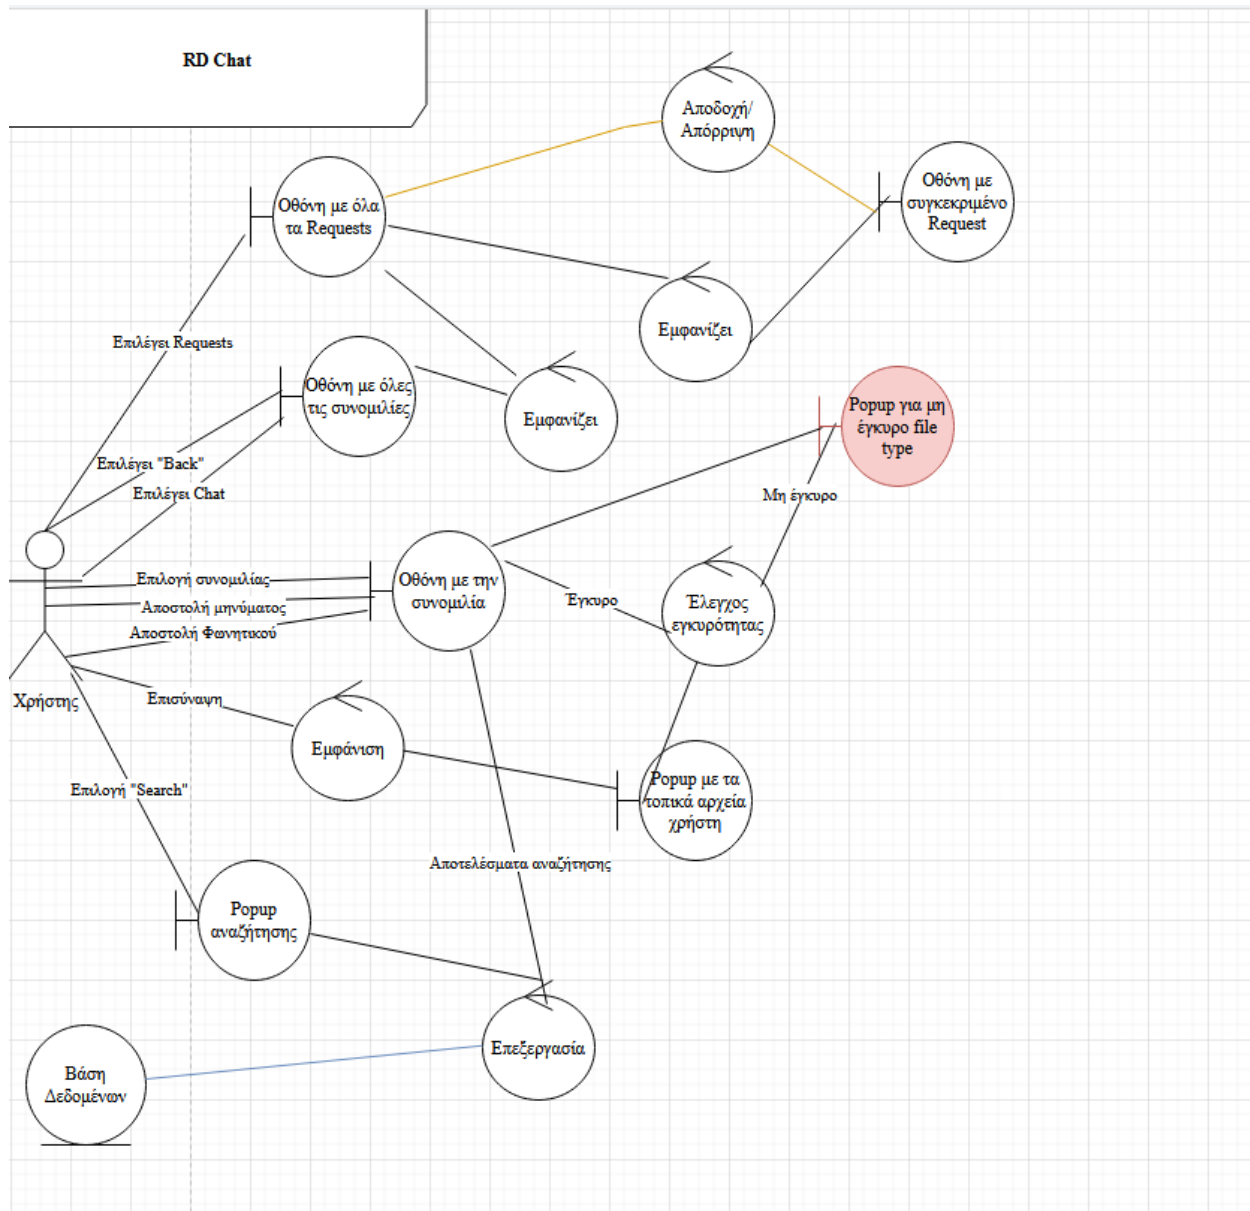 RD Chat
Αποδοχή/
Απόρριψη
Οθόνη με όλα
τα Requests
Οθόνη με
συγκεκριμένο
Request
Εμφανίζει
Επιλέγει Requests
Οθόνη με όλες
τις συνομιλίες
Εμφανίζει
Popup για μη
έγκυρο file
type
Επιλέγει "Back"
Επιλέγει Chat
Μη έγκυρο
Επιλογή συνομιλίας
Αποστολή μηνύματος
Αποστολή Φωνητικού
Οθόνη με την
συνομιλία
Έγκυρο
Έλεγχος
εγκυρότητας
Χρήστης
Επισύναψη
Εμφάνιση
Popup με τα
τοπικά αρχεία
χρήστη
Επιλογή "Search"
Αποτελέσματα αναζήτησης
Popup
αναζήτησης
Επεξεργασία
Βάση
Δεδομένων